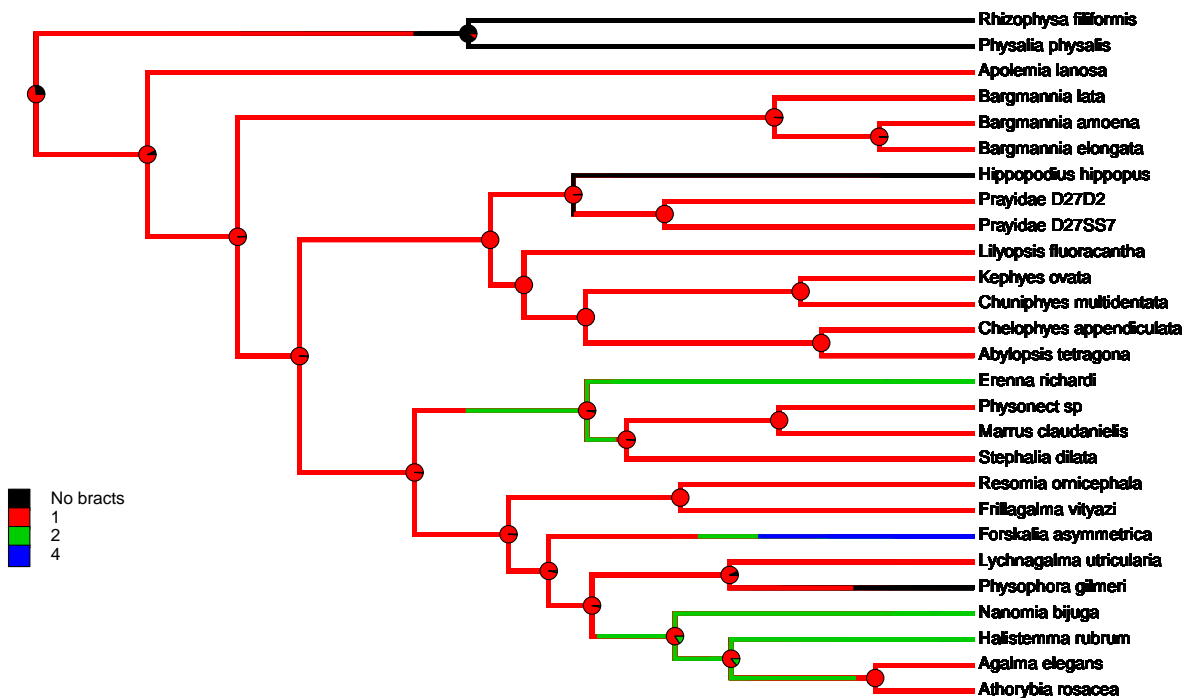 Rhizophysa filiformis
Physalia physalis
Apolemia lanosa
Bargmannia lata
Bargmannia amoena
Bargmannia elongata
Hippopodius hippopus
Prayidae D27D2
Prayidae D27SS7
Lilyopsis fluoracantha
Kephyes ovata
Chuniphyes multidentata
Chelophyes appendiculata
Abylopsis tetragona
Erenna richardi
Physonect sp
Marrus claudanielis
Stephalia dilata
Resomia ornicephala
Frillagalma vityazi
Forskalia asymmetrica
Lychnagalma utricularia
Physophora gilmeri
Nanomia bijuga
Halistemma rubrum
Agalma elegans
Athorybia rosacea
No bracts
1
2
4